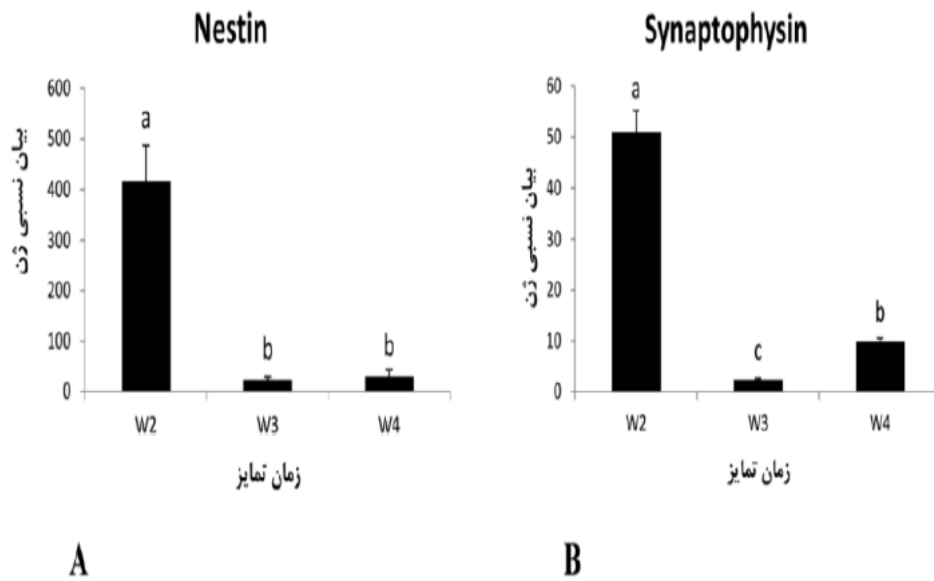 Nestin
بیان نسبی ژن
600
500
400
300
200
100
0
a
b
b
W2 W3 W4
زمان تمایز
A
Synaptophysin
بیان نسبی ژن
60
50
40
30
20
10
0
a
c
b
W2 W3 W4
زمان تمایز
B